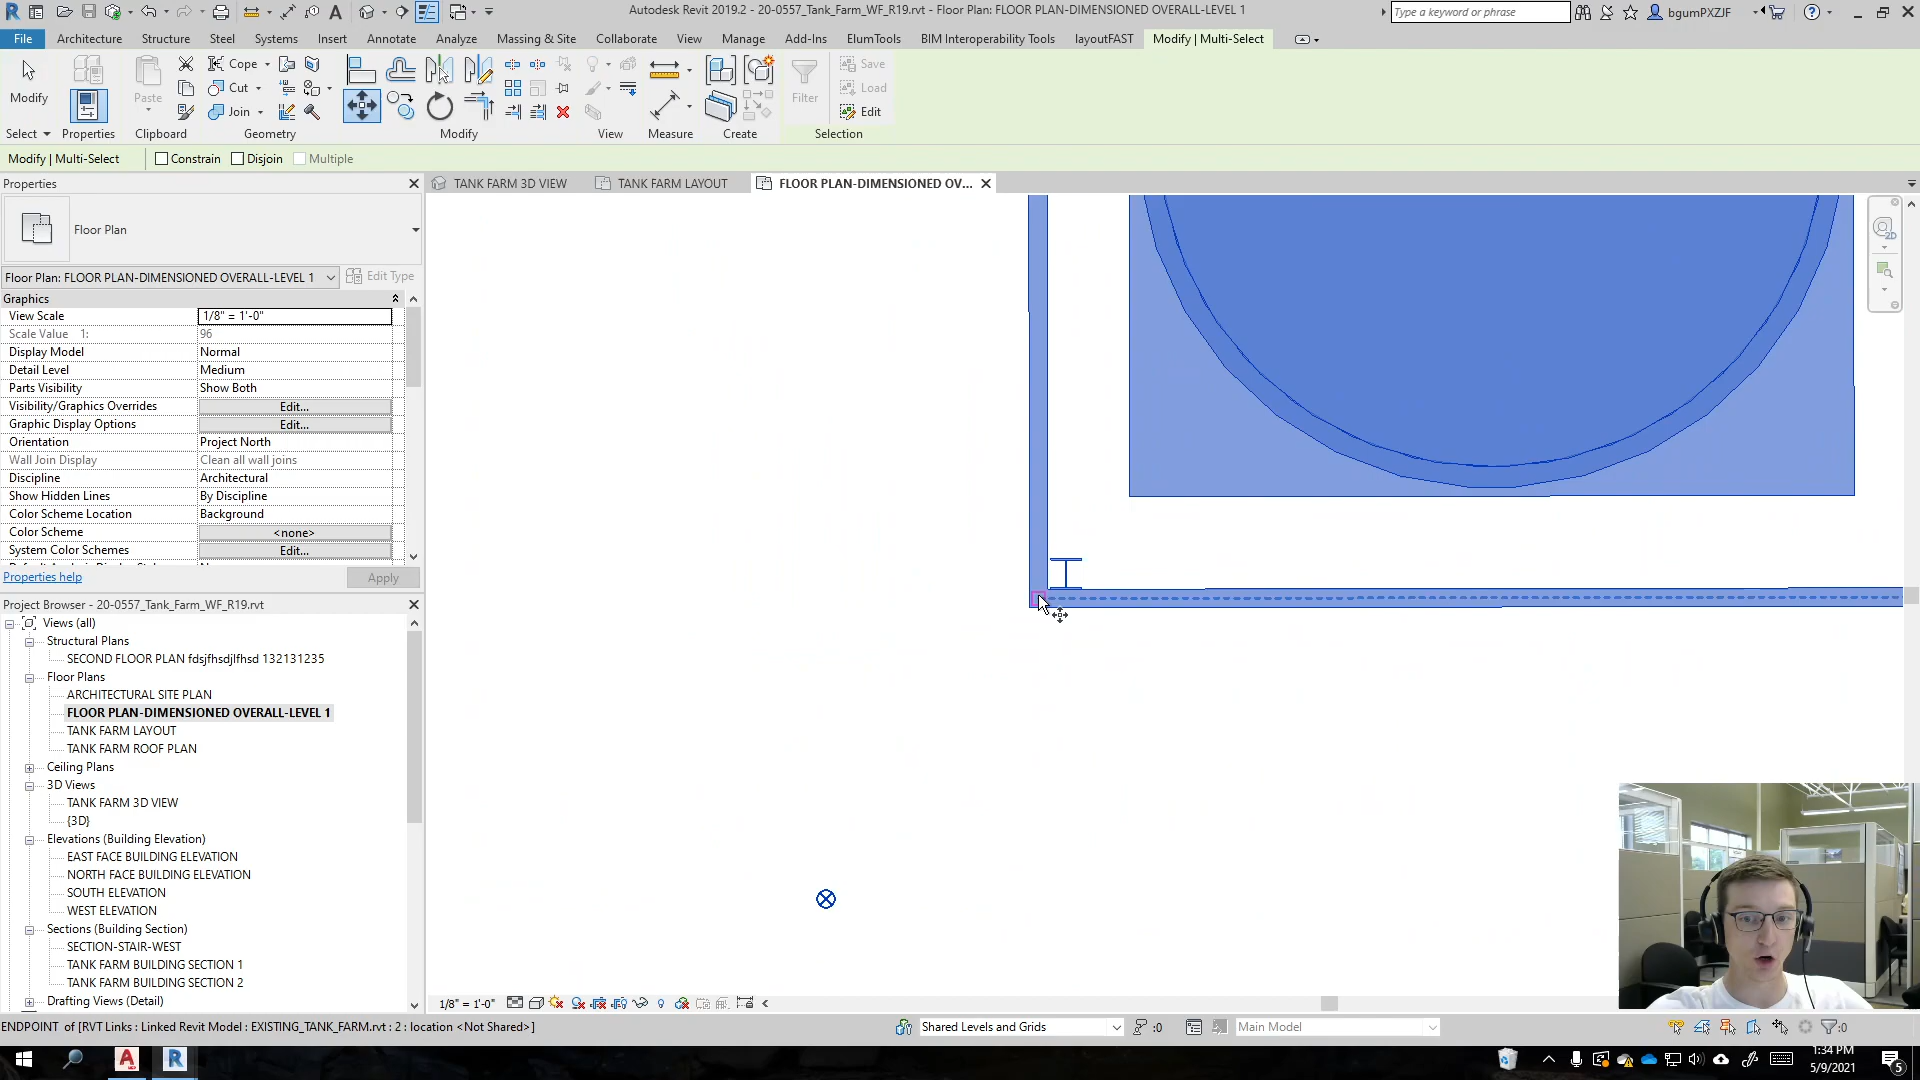 Autodesk Revit 2019.2 - 20-0557_Tank_Farm_WF_R19.rvt - Floor Plan: FLOOR PLAN-DIMENSIONED OVERALL-LEVEL 1
Type a keyword or phrase
bgumPXZJF
File Architecture Structure Steel Systems Insert Annotate Analyze Massing & Site Collaborate View Manage Add-Ins ElumTools BIM Interoperability Tools layoutFAST Modify | Multi-Select
Modify
Properties
Paste
Cope
Cut
Join
Filter
Save
Load
Edit
Select Properties Clipboard Geometry Modify View Measure Create Selection
Modify | Multi-Select Constrain Disjoin Multiple
Properties
TANK FARM 3D VIEW TANK FARM LAYOUT FLOOR PLAN-DIMENSIONED OV...
2D
Floor Plan
Floor Plan: FLOOR PLAN-DIMENSIONED OVERALL-LEVEL 1 Edit Type
Graphics
View Scale 1/8" = 1'-0"
Scale Value 1: 96
Display Model Normal
Detail Level Medium
Parts Visibility Show Both
Visibility/Graphics Overrides Edit...
Graphic Display Options Edit...
Orientation Project North
Wall Join Display Clean all wall joins
Discipline Architectural
Show Hidden Lines By Discipline
Color Scheme Location Background
Color Scheme <none>
System Color Schemes Edit...
Properties help Apply
Project Browser - 20-0557_Tank_Farm_WF_R19.rvt
Views (all)
Structural Plans
SECOND FLOOR PLAN fdsjfhsdjlfhsd 132131235
Floor Plans
ARCHITECTURAL SITE PLAN
FLOOR PLAN-DIMENSIONED OVERALL-LEVEL 1
TANK FARM LAYOUT
TANK FARM ROOF PLAN
Ceiling Plans
3D Views
TANK FARM 3D VIEW
{3D}
Elevations (Building Elevation)
EAST FACE BUILDING ELEVATION
NORTH FACE BUILDING ELEVATION
SOUTH ELEVATION
WEST ELEVATION
Sections (Building Section)
SECTION-STAIR-WEST
TANK FARM BUILDING SECTION 1
TANK FARM BUILDING SECTION 2
Drafting Views (Detail)
1/8" = 1'-0"
ENDPOINT of [RVT Links : Linked Revit Model : EXISTING_TANK_FARM.rvt : 2 : location <Not Shared>]
Shared Levels and Grids
:0
Main Model
:0
1:34 PM
5/9/2021
5